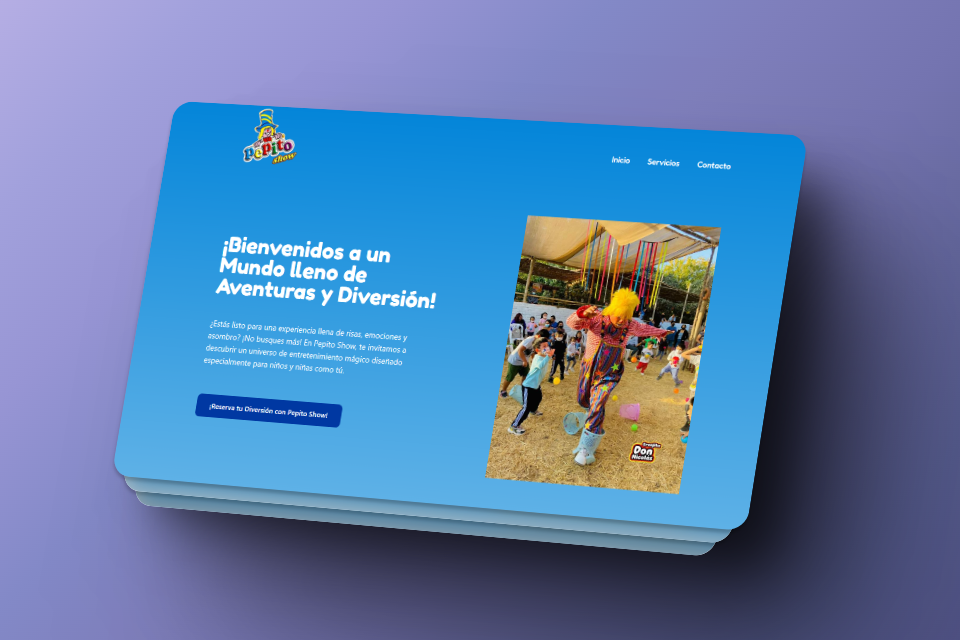 Pepito
show
Inicio Servicios Contacto
¡Bienvenidos a un
Mundo lleno de
Aventuras y Diversión!
¿Estás listo para una experiencia llena de risas, emociones y
asombro? ¡No busques más! En Pepito Show, te invitamos a
descubrir un universo de entretenimiento mágico diseñado
especialmente para niños y niñas como tú.
¡Reserva tu Diversión con Pepito Show!
Don
Nicolás